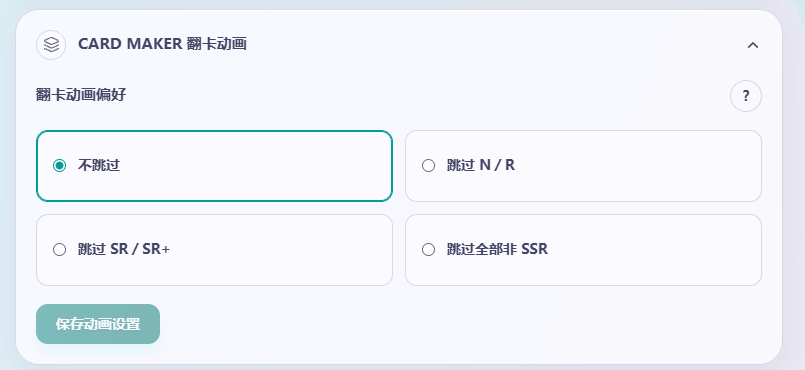 CARD MAKER 翻卡动画
翻卡动画偏好
?
不跳过
跳过 N / R
跳过 SR / SR+
跳过全部非 SSR
保存动画设置